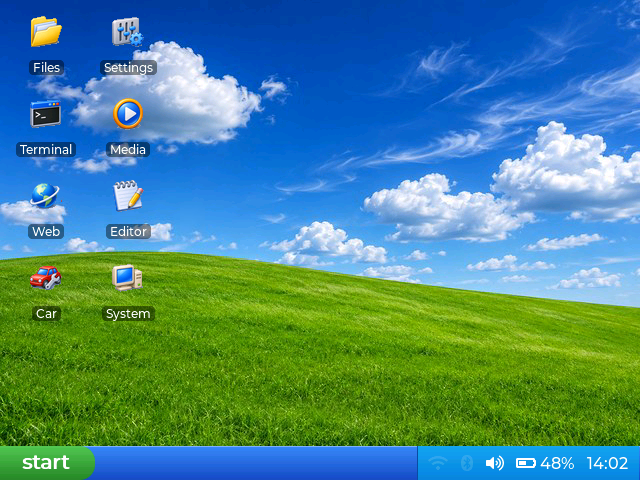 Files
Settings
Terminal
Media
Web
Editor
Car
System
start
48%
14:02